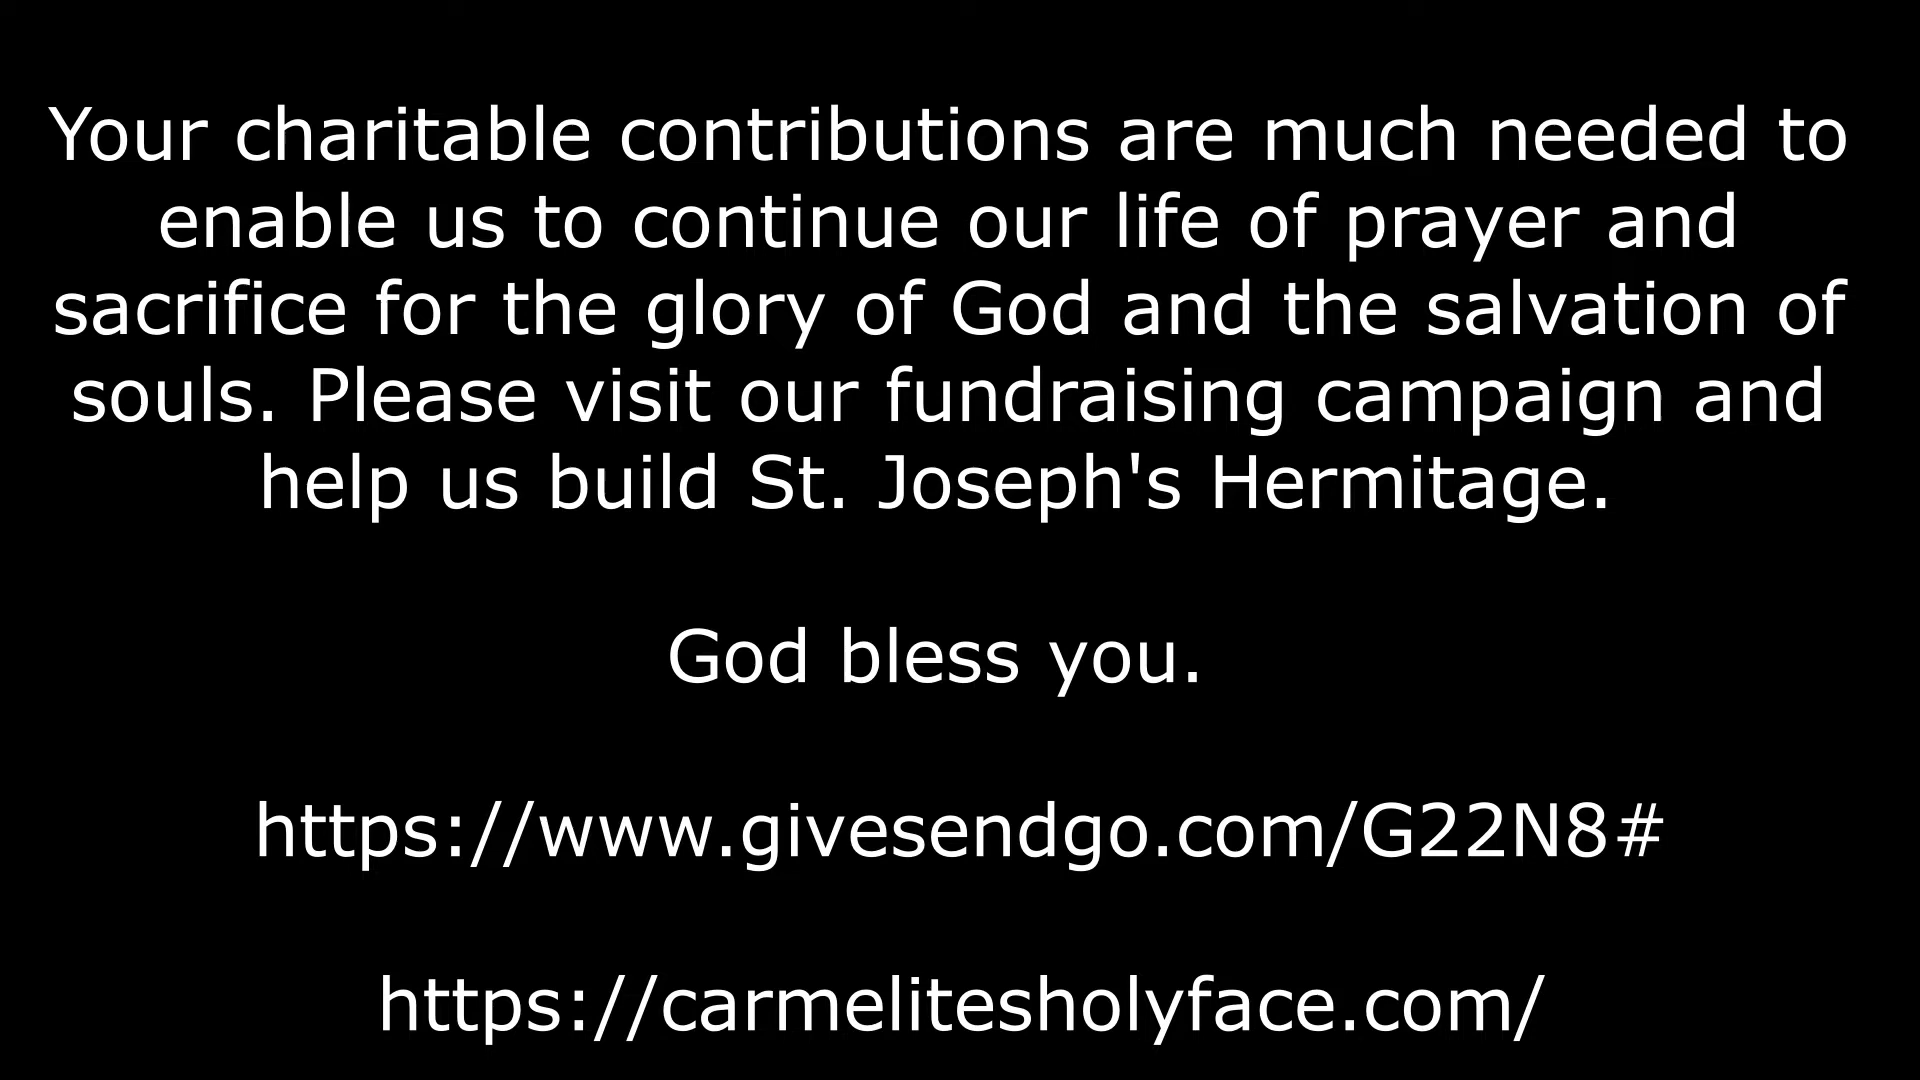 Your charitable contributions are much needed to
enable us to continue our life of prayer and
sacrifice for the glory of God and the salvation of
souls. Please visit our fundraising campaign and
help us build St. Joseph's Hermitage.
God bless you.
https://www.givesendgo.com/G22N8#
https://carmelitesholyface.com/